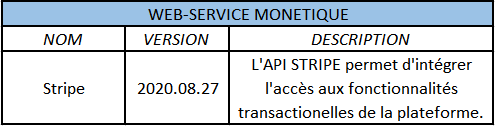 WEB-SERVICE MONETIQUE
NOM VERSION DESCRIPTION
Stripe 2020.08.27 L'API STRIPE permet d'intégrer
l'accès aux fonctionnalités
transactionelles de la plateforme.